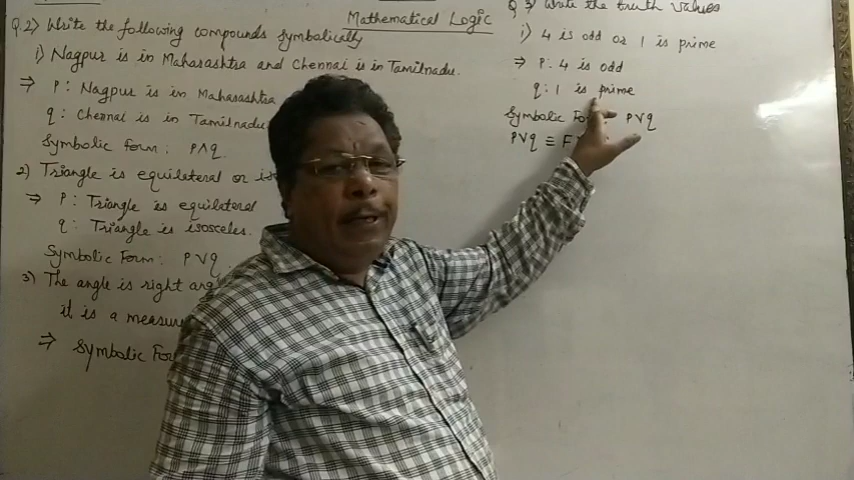 Mathematical Logic
Q.2) Write the following compounds symbolically
1) Nagpur is in Maharashtra and Chennai is in Tamilnadu.
⇒ P: Nagpur is in Maharashtra
q: Chennai is in Tamilnadu
Symbolic Form: P∧q.
2) Triangle is equilateral or
⇒ P: Triangle is equilateral
q: Triangle is isosceles.
Symbolic Form: P∨q
3) The angle is right
it is a
⇒ Symbolic
Q 3) Write the truth values
i) 4 is odd or 1 is prime
⇒ P: 4 is odd
q: 1 is prime
Symbolic P∨q
P∨q ≡ F